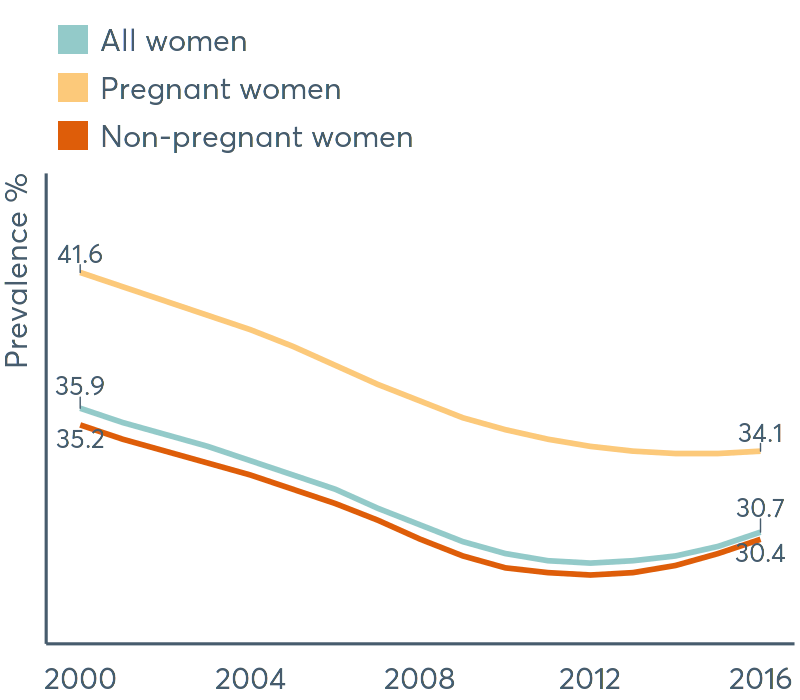 All women
Pregnant women
Non-pregnant women
Prevalence %
41.6
35.9
35.2
34.1
30.7
30.4
2000 2004 2008 2012 2016